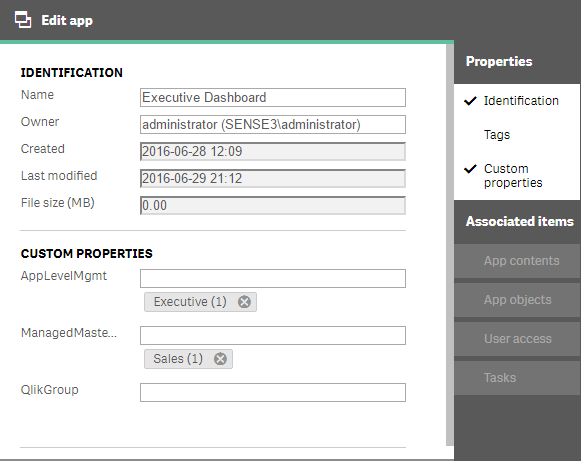 Edit app
IDENTIFICATION
Name
Executive Dashboard
Owner
administrator (SENSE3\administrator)
Created
2016-06-28 12:09
Last modified
2016-06-29 21:12
File size (MB)
0.00
CUSTOM PROPERTIES
AppLevelMgmt
Executive (1)
ManagedMaste...
Sales (1)
QlikGroup
Properties
Identification
Tags
Custom
properties
Associated items
App contents
App objects
User access
Tasks